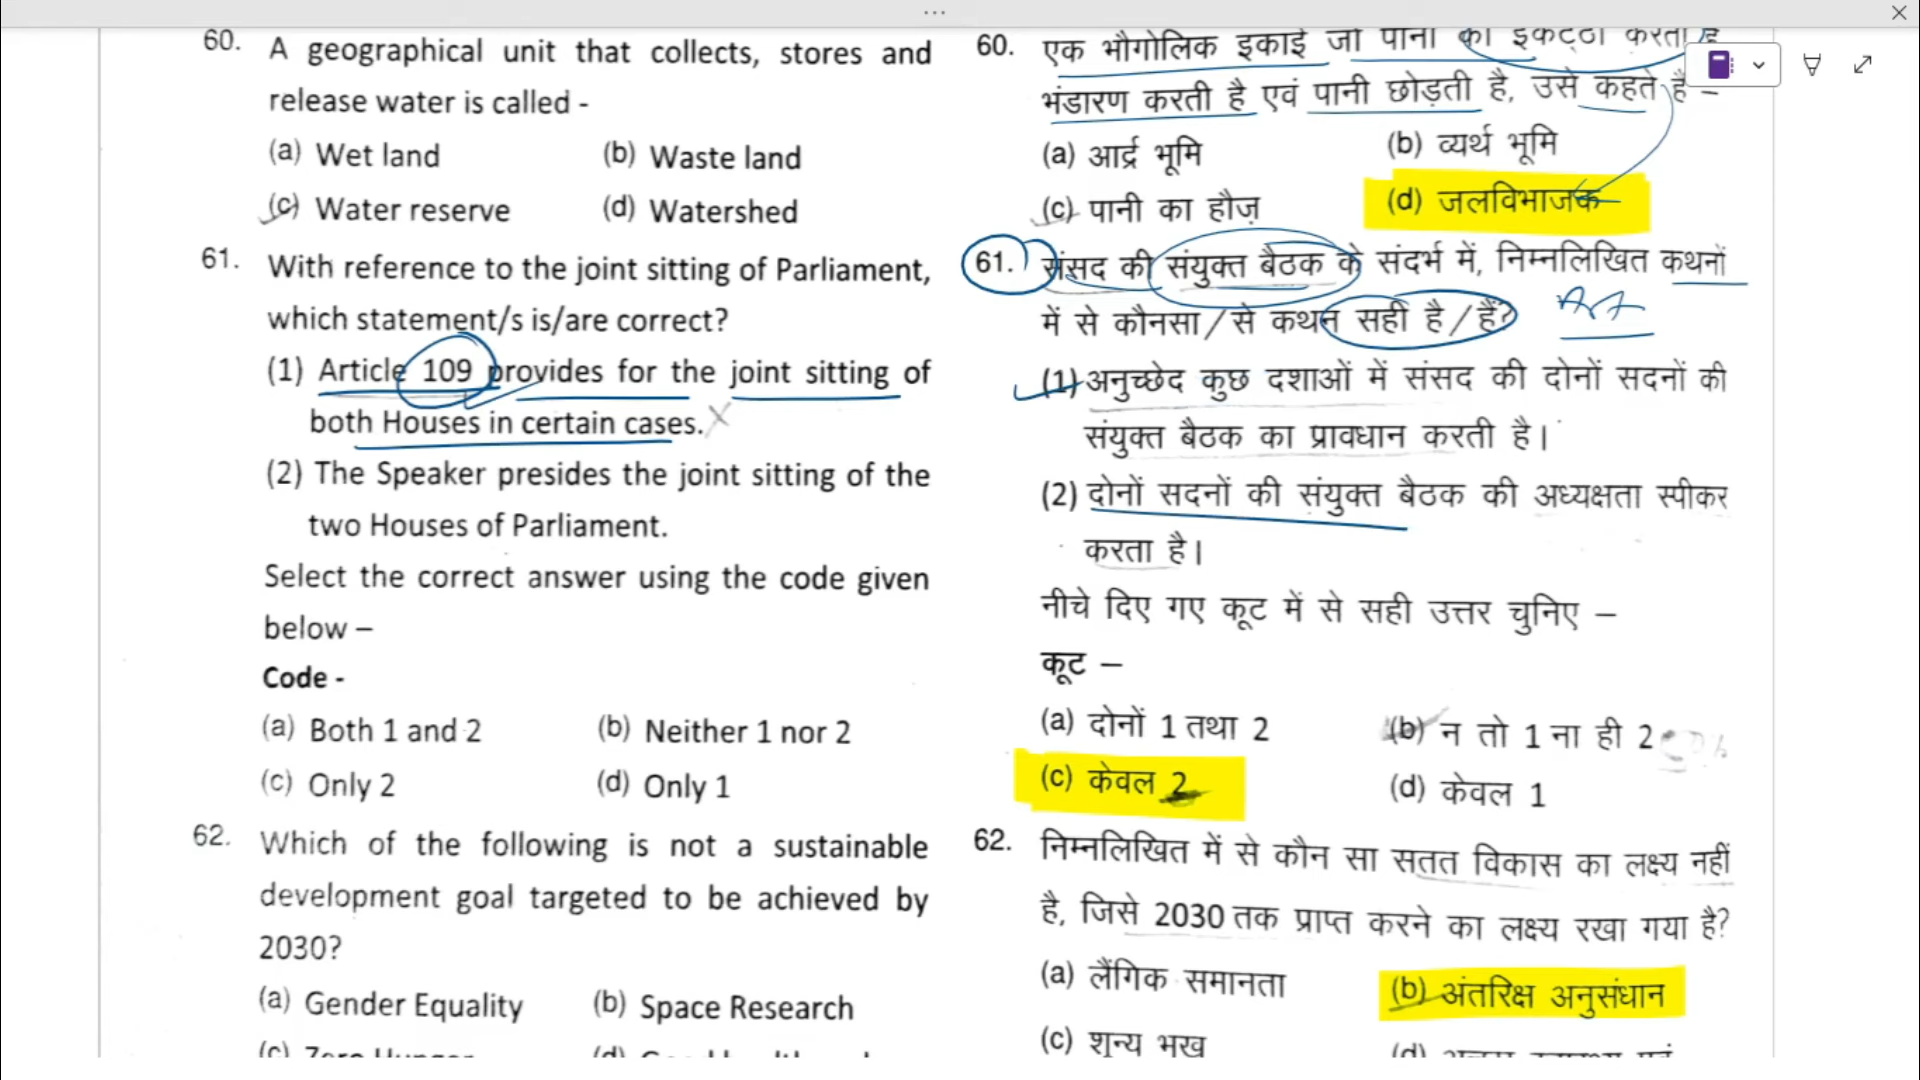 60. A geographical unit that collects, stores and
release water is called -
(a) Wet land (b) Waste land
(c) Water reserve (d) Watershed
61. With reference to the joint sitting of Parliament,
which statement/s is/are correct?
(1) Article 109 provides for the joint sitting of
both Houses in certain cases.
(2) The Speaker presides the joint sitting of the
two Houses of Parliament.
Select the correct answer using the code given
below –
Code -
(a) Both 1 and 2 (b) Neither 1 nor 2
(c) Only 2 (d) Only 1
62. Which of the following is not a sustainable
development goal targeted to be achieved by
2030?
(a) Gender Equality (b) Space Research
60. एक भौगोलिक इकाई जो पानी को इकट्ठा करती है
भंडारण करती है एवं पानी छोड़ती है, उसे कहते हैं –
(a) आर्द्र भूमि (b) व्यर्थ भूमि
(c) पानी का हौज़ (d) जलविभाजक
61. संसद की संयुक्त बैठक के संदर्भ में, निम्नलिखित कथनों
में से कौनसा/से कथन सही है/हैं?
(1) अनुच्छेद कुछ दशाओं में संसद की दोनों सदनों की
संयुक्त बैठक का प्रावधान करती है।
(2) दोनों सदनों की संयुक्त बैठक की अध्यक्षता स्पीकर
करता है।
नीचे दिए गए कूट में से सही उत्तर चुनिए –
कूट –
(a) दोनों 1 तथा 2 (b) न तो 1 ना ही 2
(c) केवल 2 (d) केवल 1
62. निम्नलिखित में से कौन सा सतत विकास का लक्ष्य नहीं
है, जिसे 2030 तक प्राप्त करने का लक्ष्य रखा गया है?
(a) लैंगिक समानता (b) अंतरिक्ष अनुसंधान
(c) शून्य भूख